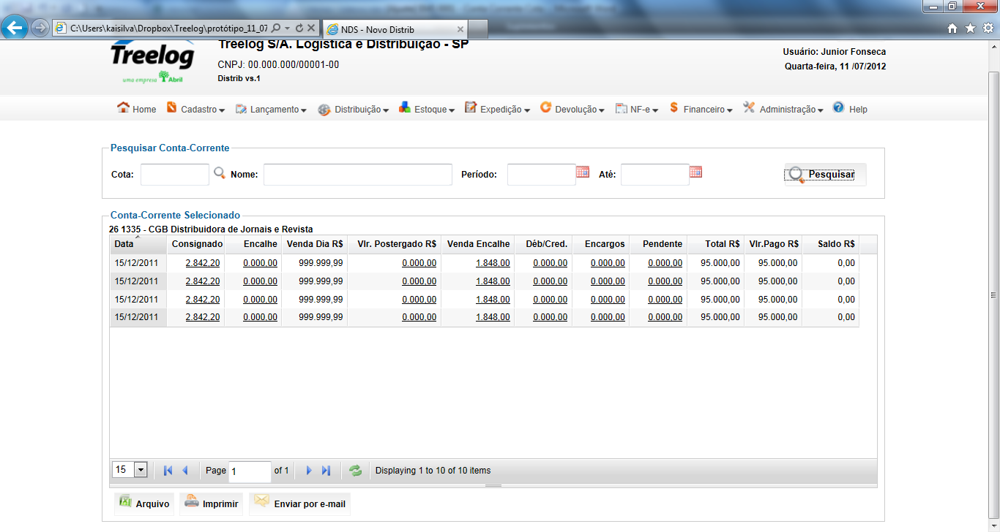 C:\Users\kaisilva\Dropbox\Treelog\protótipo_11_07
NDS - Novo Distrib
Treelog
uma empresa Abril
Treelog S/A. Logística e Distribuição - SP
CNPJ: 00.000.000/00001-00
Distrib vs.1
Usuário: Junior Fonseca
Quarta-feira, 11 /07/2012
Home Cadastro Lançamento Distribuição Estoque Expedição Devolução NF-e Financeiro Administração Help
Pesquisar Conta-Corrente
Cota: Nome: Período: Até: Pesquisar
Conta-Corrente Selecionado
26 1335 - CGB Distribuidora de Jornais e Revista
Data Consignado Encalhe Venda Dia R$ Vlr. Postergado R$ Venda Encalhe Déb/Cred. Encargos Pendente Total R$ Vlr.Pago R$ Saldo R$
15/12/2011 2.842,20 0.000,00 999.999,99 0.000,00 1.848,00 0.000,00 0.000,00 0.000,00 95.000,00 95.000,00 0,00
15/12/2011 2.842,20 0.000,00 999.999,99 0.000,00 1.848,00 0.000,00 0.000,00 0.000,00 95.000,00 95.000,00 0,00
15/12/2011 2.842,20 0.000,00 999.999,99 0.000,00 1.848,00 0.000,00 0.000,00 0.000,00 95.000,00 95.000,00 0,00
15/12/2011 2.842,20 0.000,00 999.999,99 0.000,00 1.848,00 0.000,00 0.000,00 0.000,00 95.000,00 95.000,00 0,00
15 Page 1 of 1 Displaying 1 to 10 of 10 items
Arquivo Imprimir Enviar por e-mail